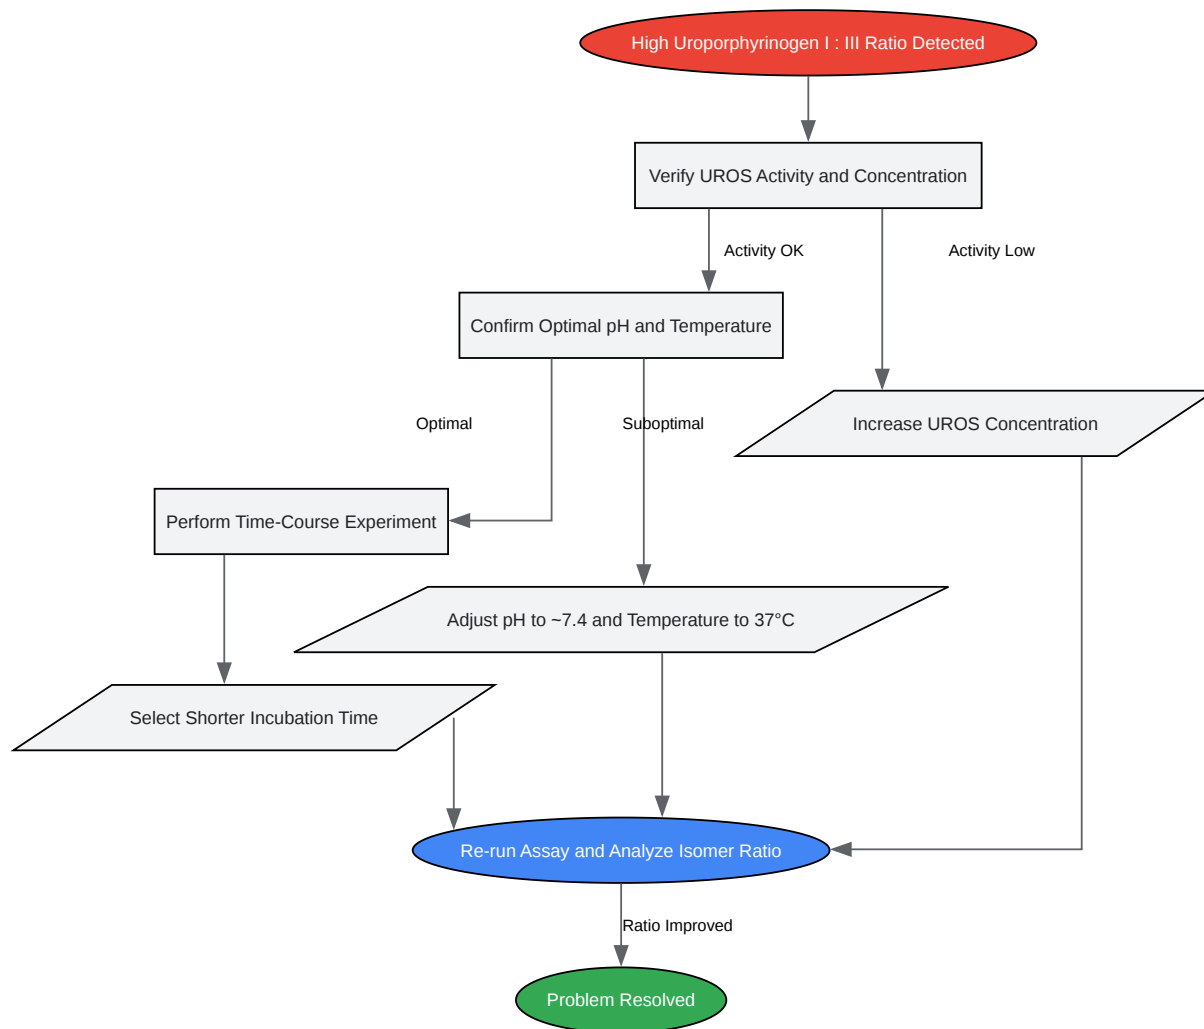 High Uroporphyrinogen I : III Ratio Detected
Verify UROS Activity and Concentration
Activity OK
Activity Low
Confirm Optimal pH and Temperature
Optimal
Suboptimal
Increase UROS Concentration
Perform Time-Course Experiment
Adjust pH to ~7.4 and Temperature to 37°C
Select Shorter Incubation Time
Re-run Assay and Analyze Isomer Ratio
Ratio Improved
Problem Resolved